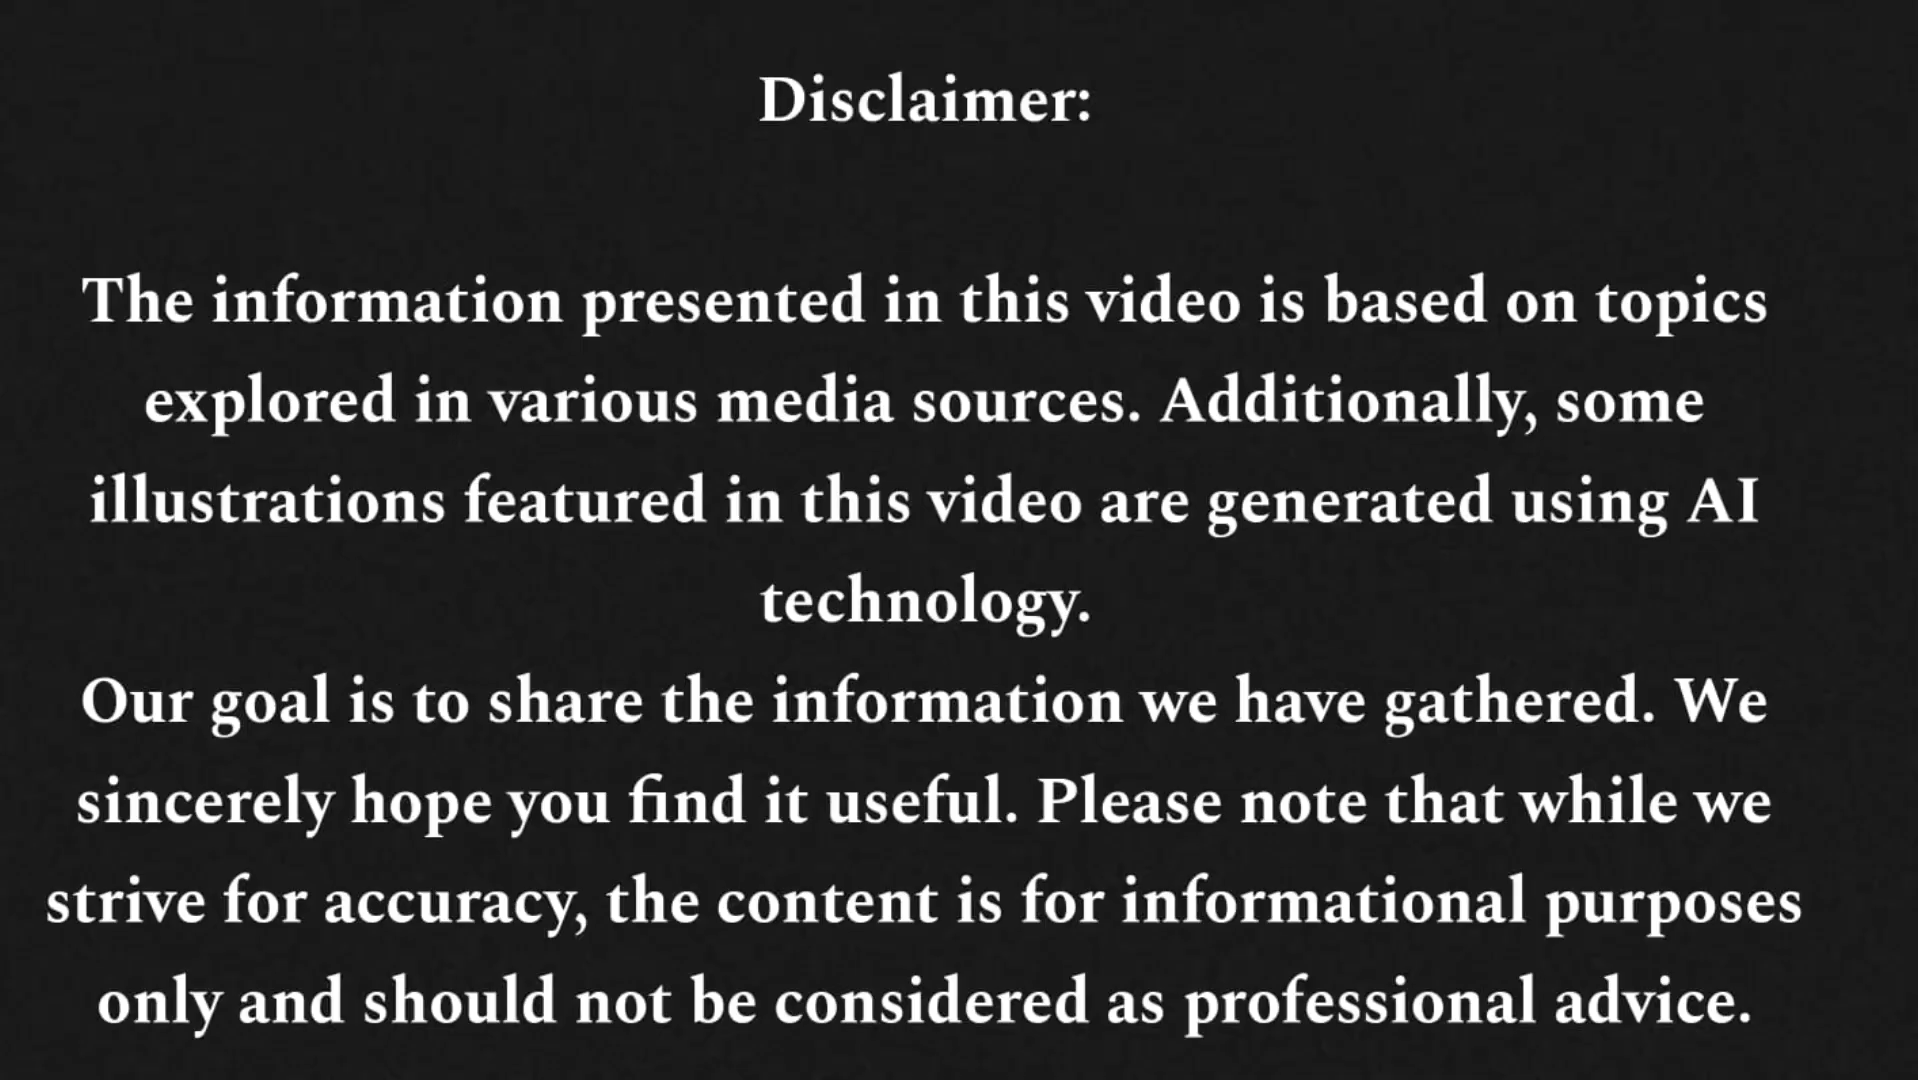 Disclaimer:
The information presented in this video is based on topics
explored in various media sources. Additionally, some
illustrations featured in this video are generated using AI
technology.
Our goal is to share the information we have gathered. We
sincerely hope you find it useful. Please note that while we
strive for accuracy, the content is for informational purposes
only and should not be considered as professional advice.